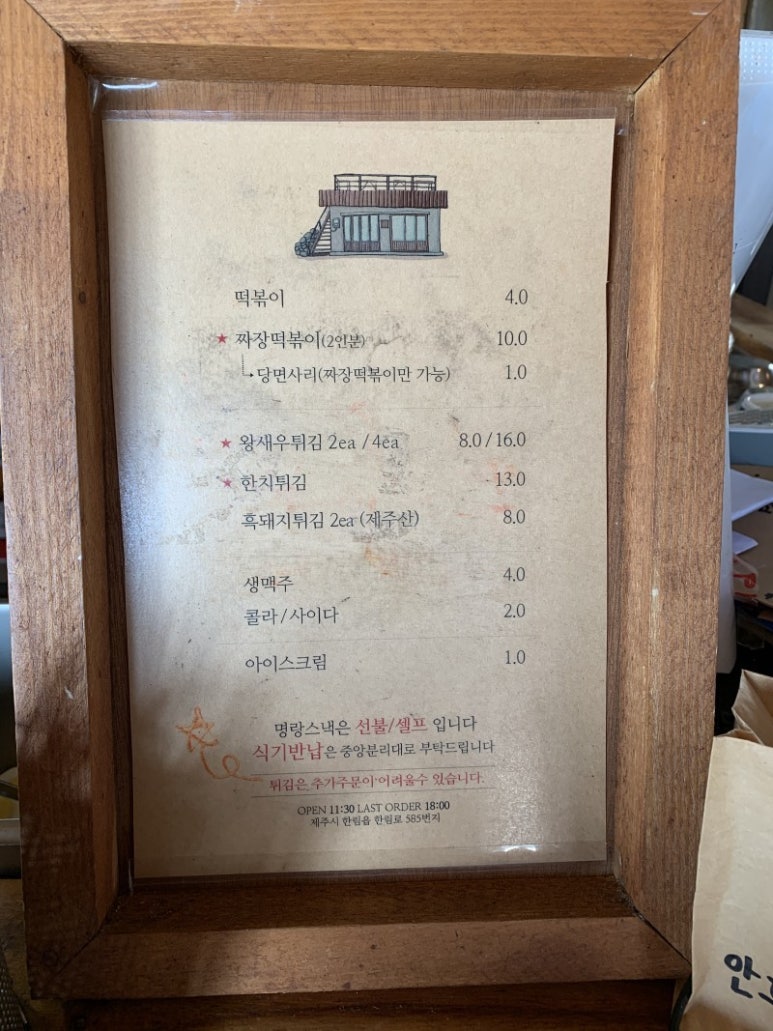 떡볶이 4.0
★ 짜장떡볶이(2인분) 10.0
당면사리(짜장떡볶이만 가능) 1.0
★ 왕새우튀김 2ea / 4ea 8.0 / 16.0
★ 한치튀김 13.0
흑돼지튀김 2ea (제주산) 8.0
생맥주 4.0
콜라 / 사이다 2.0
아이스크림 1.0
명랑스낵은 선불/셀프 입니다
식기반납은 중앙분리대로 부탁드립니다
튀김은 추가주문이 어려울수 있습니다.
OPEN 11:30 LAST ORDER 18:00
제주시 한림읍 한림로 585번지
안